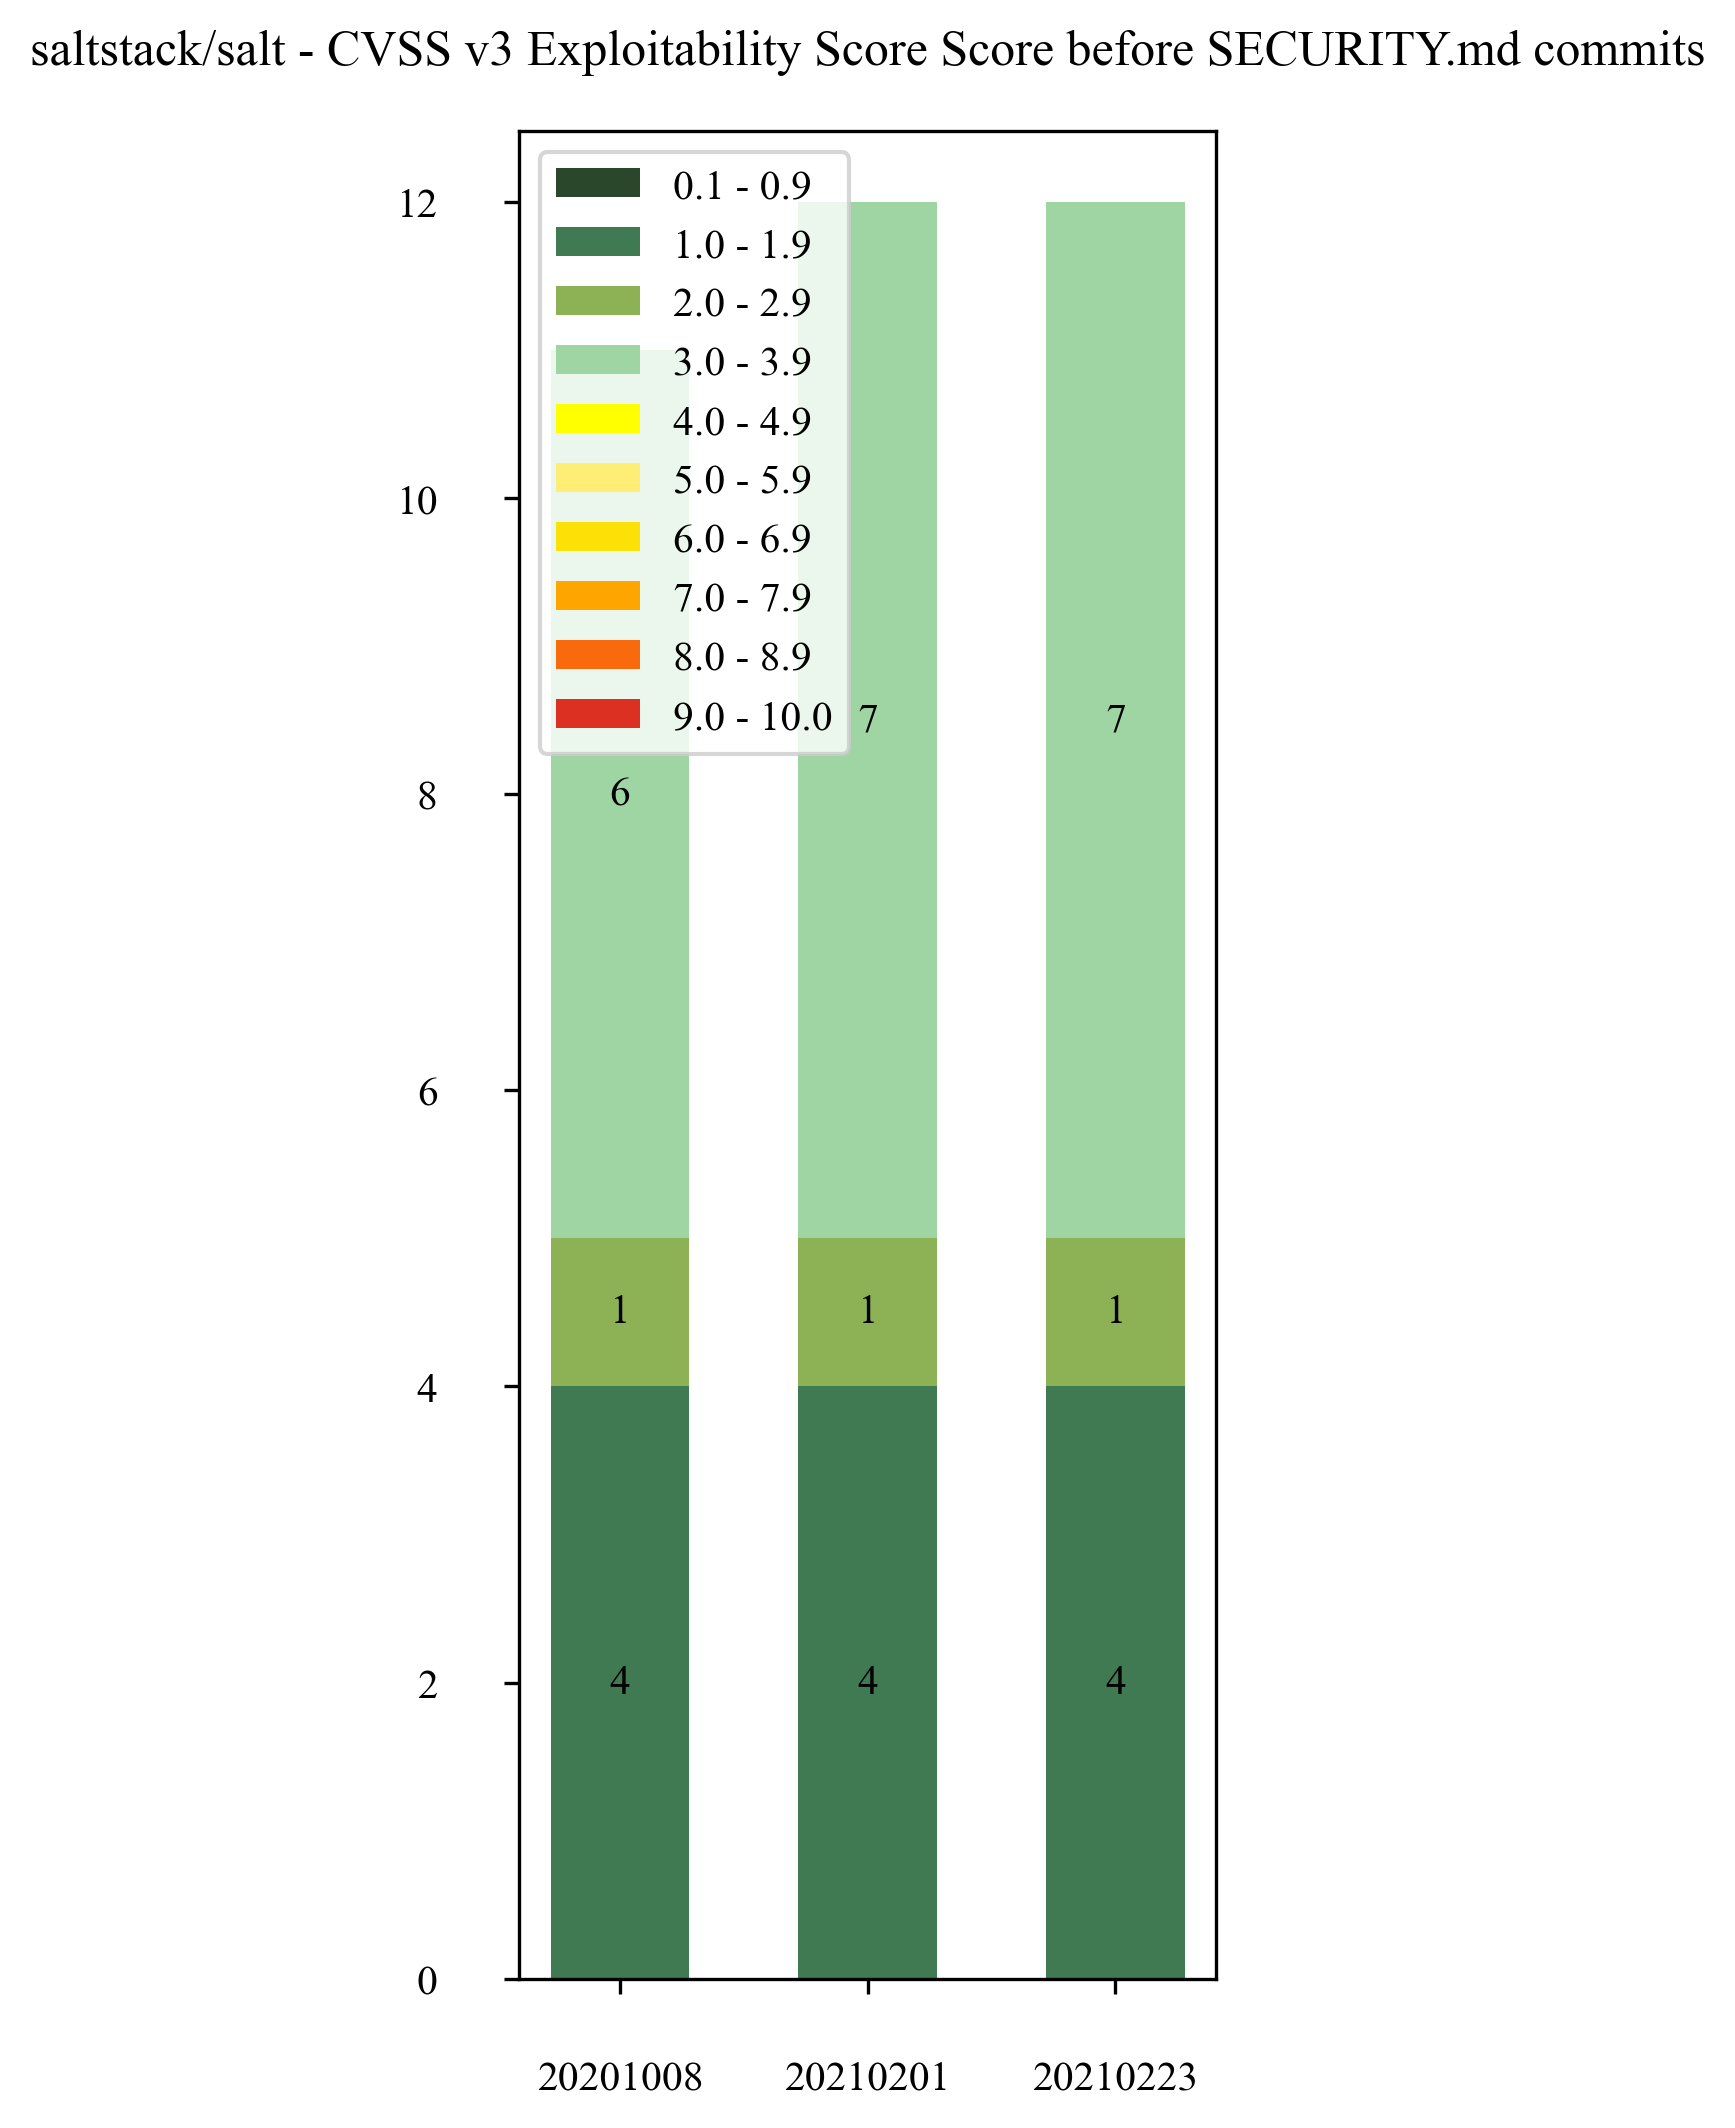 saltstack/salt - CVSS v3 Exploitability Score Score before SECURITY.md commits
0.1 - 0.9
1.0 - 1.9
2.0 - 2.9
3.0 - 3.9
4.0 - 4.9
5.0 - 5.9
6.0 - 6.9
7.0 - 7.9
8.0 - 8.9
9.0 - 10.0
12
10
8
6
4
2
0
7 7
6
1 1 1
4 4 4
20201008 20210201 20210223